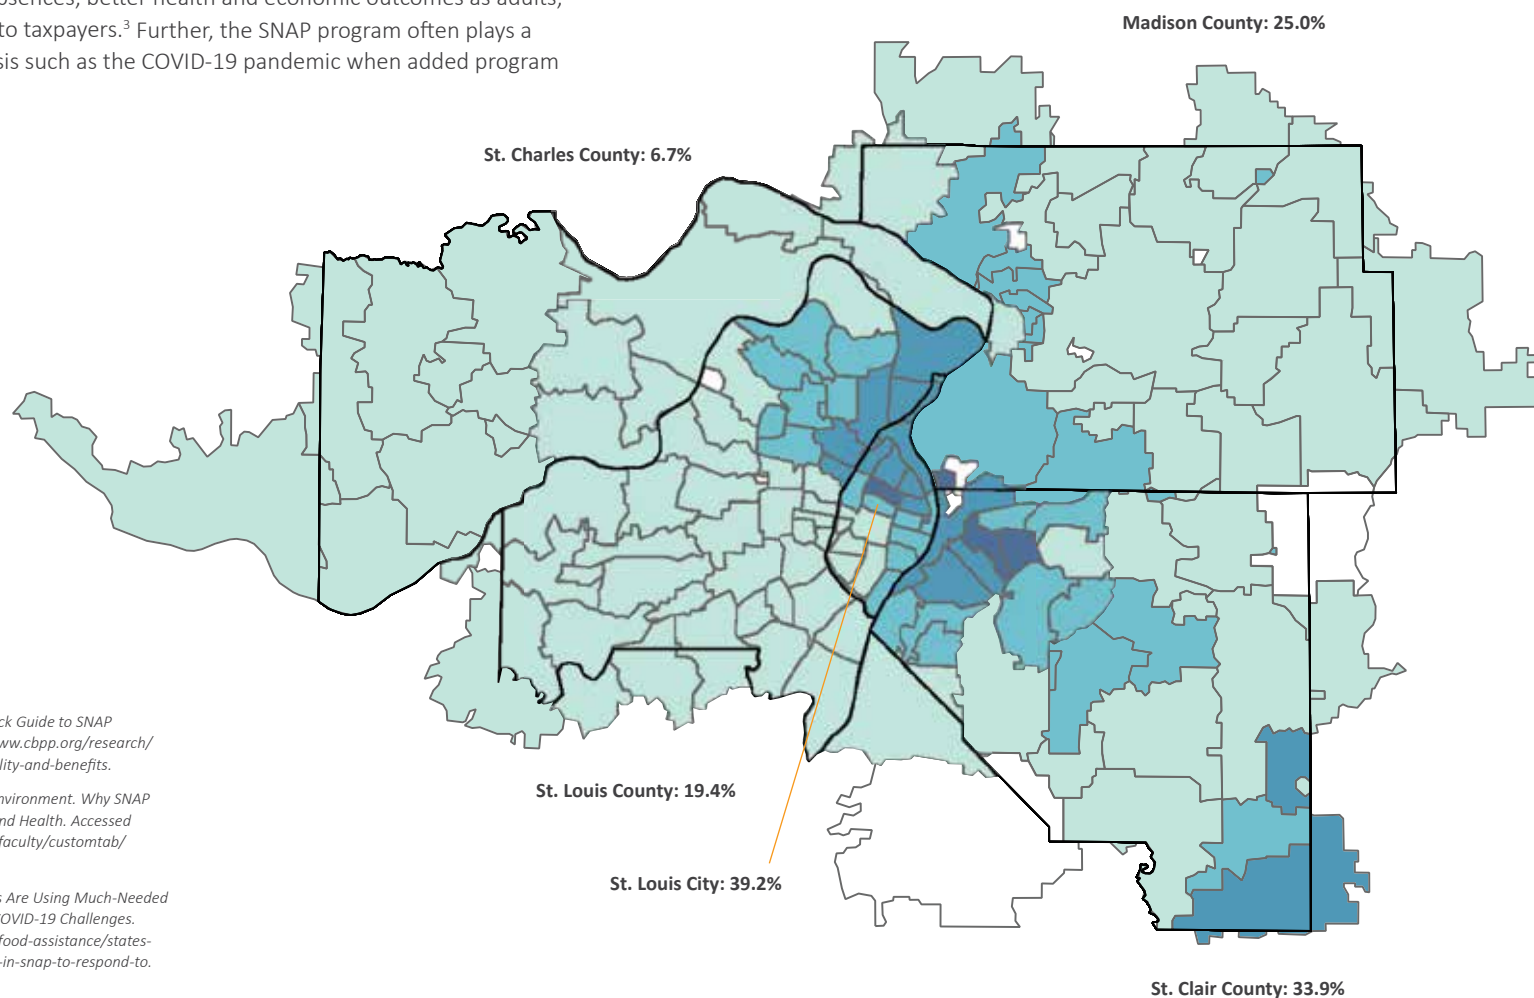 absences, better health and economic outcomes as adults,
to taxpayers.³ Further, the SNAP program often plays a
sis such as the COVID-19 pandemic when added program
Madison County: 25.0%
St. Charles County: 6.7%
St. Louis County: 19.4%
St. Louis City: 39.2%
St. Clair County: 33.9%
ck Guide to SNAP
ww.cbpp.org/research/
lity-and-benefits.
nvironment. Why SNAP
nd Health. Accessed
faculty/customtab/
s Are Using Much-Needed
COVID-19 Challenges.
food-assistance/states-
-in-snap-to-respond-to.